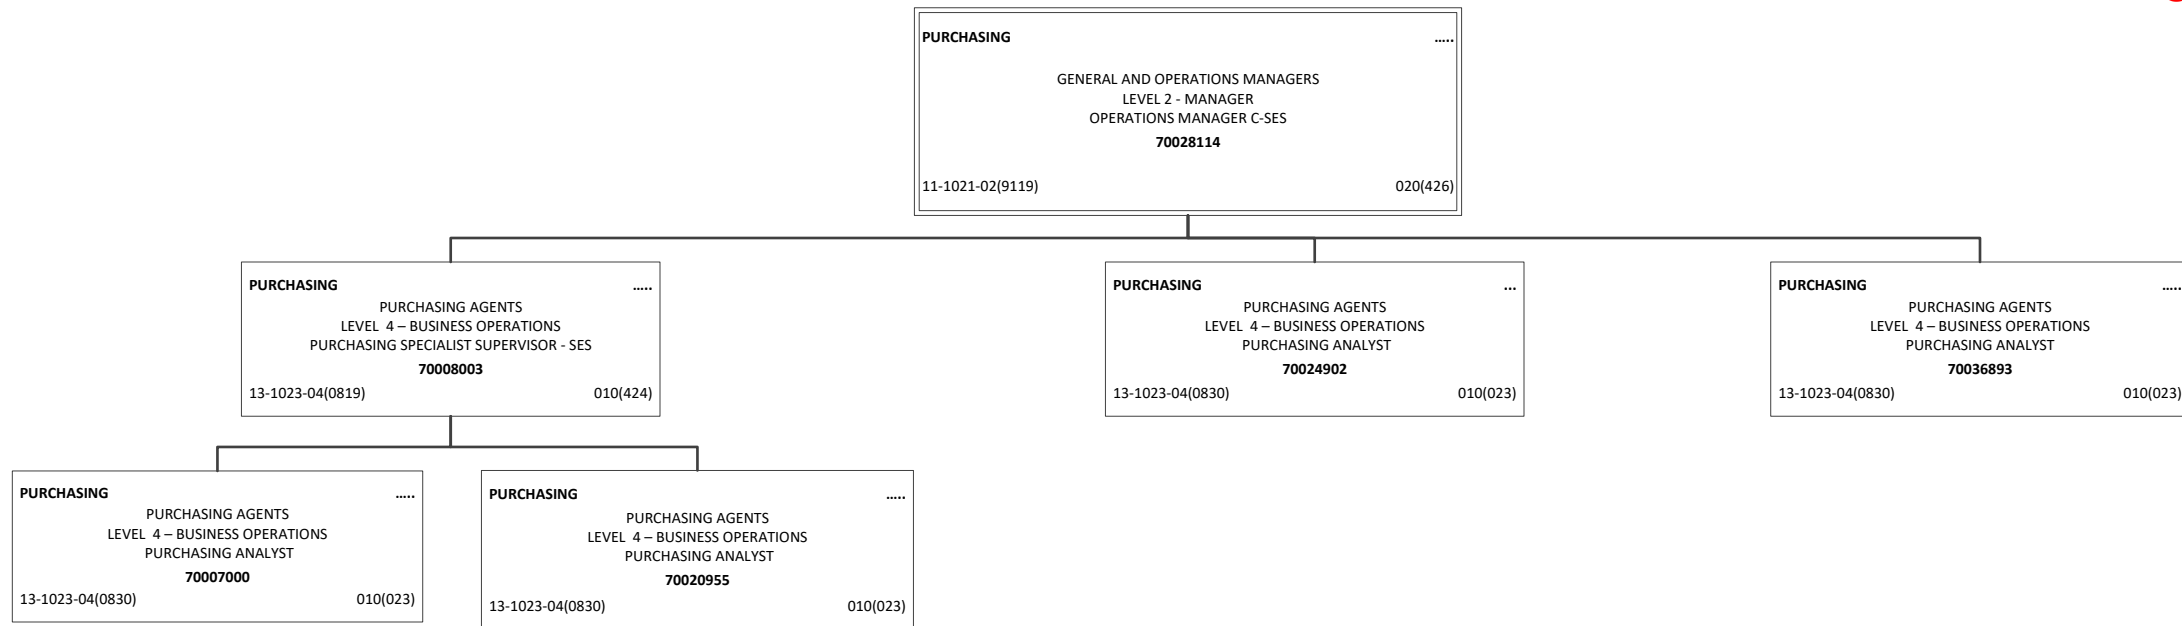 PURCHASING .....
GENERAL AND OPERATIONS MANAGERS
LEVEL 2 - MANAGER
OPERATIONS MANAGER C-SES
70028114
11-1021-02(9119) 020(426)
PURCHASING .....
PURCHASING AGENTS
LEVEL 4 – BUSINESS OPERATIONS
PURCHASING SPECIALIST SUPERVISOR - SES
70008003
13-1023-04(0819) 010(424)
PURCHASING ...
PURCHASING AGENTS
LEVEL 4 – BUSINESS OPERATIONS
PURCHASING ANALYST
70024902
13-1023-04(0830) 010(023)
PURCHASING .....
PURCHASING AGENTS
LEVEL 4 – BUSINESS OPERATIONS
PURCHASING ANALYST
70036893
13-1023-04(0830) 010(023)
PURCHASING .....
PURCHASING AGENTS
LEVEL 4 – BUSINESS OPERATIONS
PURCHASING ANALYST
70007000
13-1023-04(0830) 010(023)
PURCHASING .....
PURCHASING AGENTS
LEVEL 4 – BUSINESS OPERATIONS
PURCHASING ANALYST
70020955
13-1023-04(0830) 010(023)